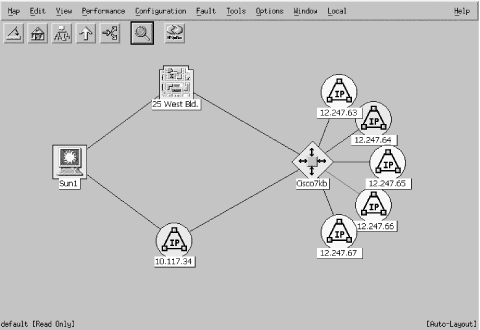 Map Edit View Performance Configuration Fault Tools Options Window Local Help
25 West Bld.
IP
12.247.63
IP
12.247.64
Sun1
Cisco7kb
IP
12.247.65
IP
12.247.66
IP
10.117.34
IP
12.247.67
default [Read Only] [Auto-Layout]